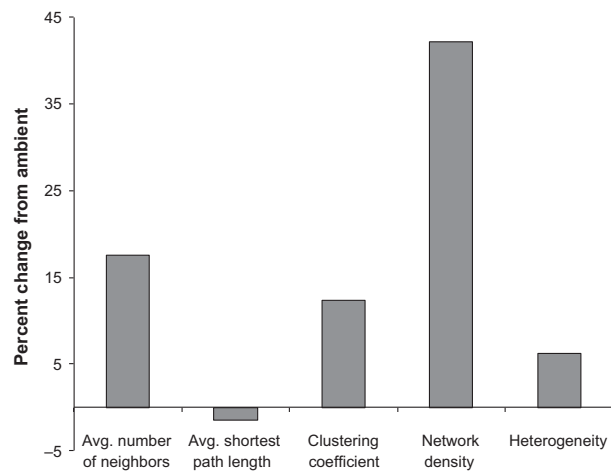 45
35
25
15
5
–5
Percent change from ambient
Avg. number
of neighbors
Avg. shortest
path length
Clustering
coefficient
Network
density
Heterogeneity